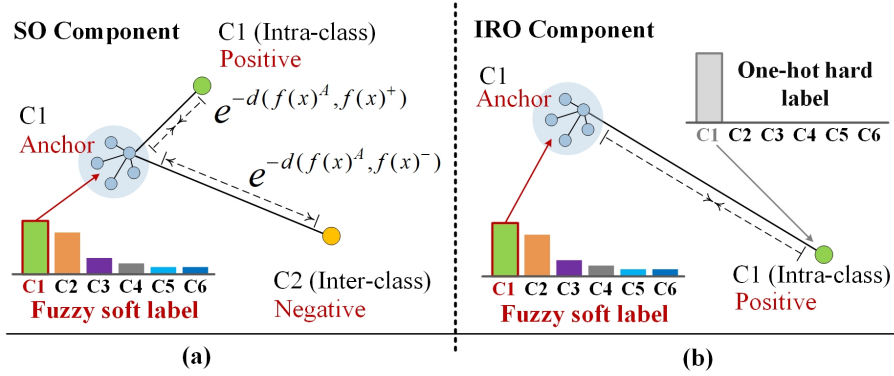 SO Component
C1 (Intra-class)
Positive
C1
Anchor
e^{-d(f(x)^A, f(x)^+)}
e^{-d(f(x)^A, f(x)^-)}
C1 C2 C3 C4 C5 C6
Fuzzy soft label
C2 (Inter-class)
Negative
(a)
IRO Component
C1
Anchor
One-hot hard
label
C1 C2 C3 C4 C5 C6
C1 C2 C3 C4 C5 C6
Fuzzy soft label
C1 (Intra-class)
Positive
(b)